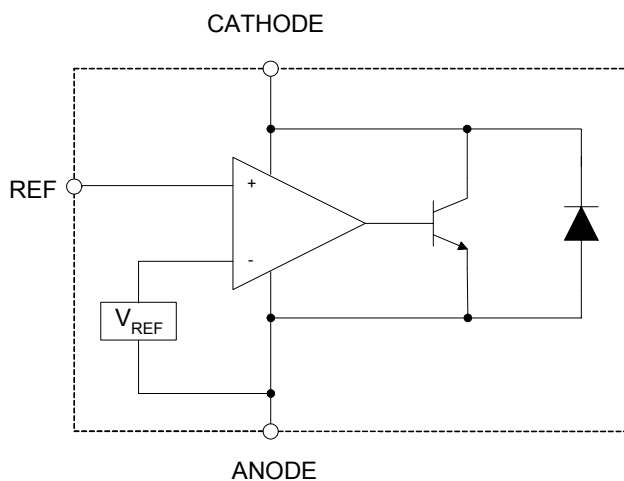 CATHODE
REF
+
-
VREF
ANODE